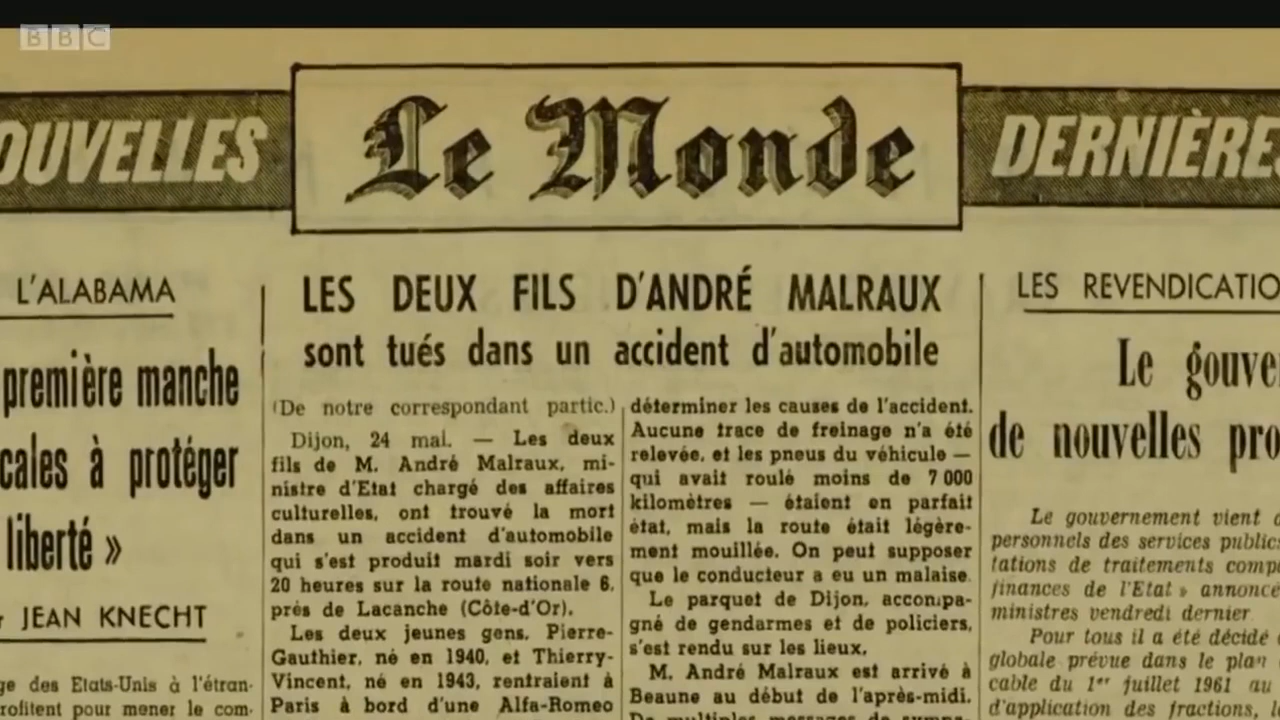 BBC
NOUVELLES
Le Monde
DERNIÈRES
L'ALABAMA
première manche
cales à protéger
liberté »
JEAN KNECHT
ge des Etats-Unis à l'étran-
rofitent pour mener le com-
LES DEUX FILS D'ANDRÉ MALRAUX
sont tués dans un accident d'automobile
(De notre correspondant partic.)
Dijon, 24 mai. — Les deux
fils de M. André Malraux, mi-
nistre d'Etat chargé des affaires
culturelles, ont trouvé la mort
dans un accident d'automobile
qui s'est produit mardi soir vers
20 heures sur la route nationale 6,
près de Lacanche (Côte-d'Or).
Les deux jeunes gens, Pierre-
Gauthier, né en 1940, et Thierry-
Vincent, né en 1943, rentraient à
Paris à bord d'une Alfa-Romeo
déterminer les causes de l'accident.
Aucune trace de freinage n'a été
relevée, et les pneus du véhicule —
qui avait roulé moins de 7 000
kilomètres — étaient en parfait
état, mais la route était légère-
ment mouillée. On peut supposer
que le conducteur a eu un malaise.
Le parquet de Dijon, accompa-
gné de gendarmes et de policiers,
s'est rendu sur les lieux.
M. André Malraux est arrivé à
Beaune au début de l'après-midi.
De multiples messages de sympa-
LES REVENDICATIO
Le gouve
de nouvelles pro
Le gouvernement vient
personnels des services publics
tations de traitements comp
finances de l'Etat » annonce
ministres vendredi dernier.
Pour tous il a été décidé
globale prévue dans le plan
cable du 1er juillet 1961 au
d'application des fractions, l